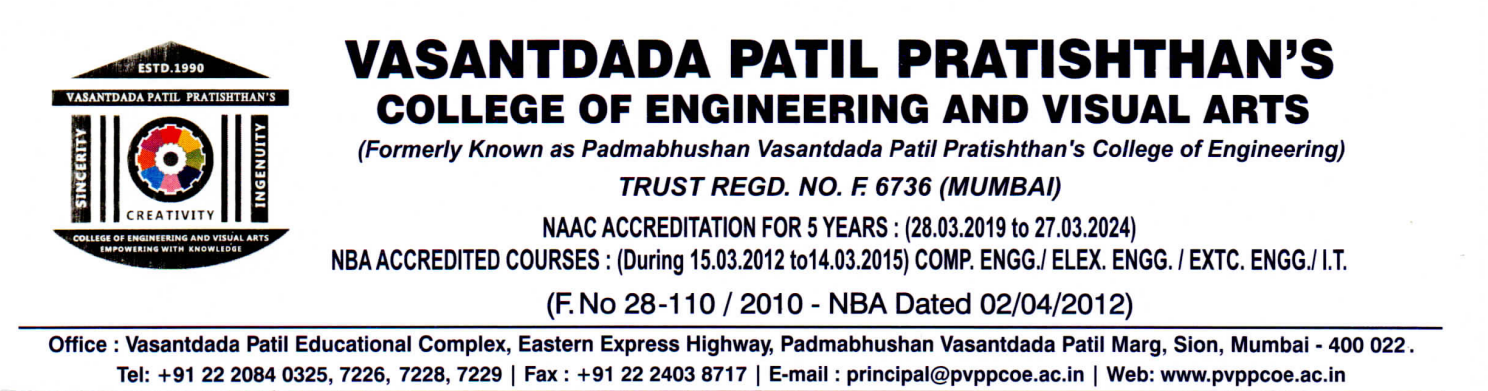 ESTD.1990
VASANTDADA PATIL PRATISHTHAN'S
SINCERITY
INGENUITY
CREATIVITY
COLLEGE OF ENGINEERING AND VISUAL ARTS
EMPOWERING WITH KNOWLEDGE
VASANTDADA PATIL PRATISHTHAN'S
COLLEGE OF ENGINEERING AND VISUAL ARTS
(Formerly Known as Padmabhushan Vasantdada Patil Pratishthan's College of Engineering)
TRUST REGD. NO. F. 6736 (MUMBAI)
NAAC ACCREDITATION FOR 5 YEARS : (28.03.2019 to 27.03.2024)
NBA ACCREDITED COURSES : (During 15.03.2012 to14.03.2015) COMP. ENGG./ ELEX. ENGG. / EXTC. ENGG./ I.T.
(F. No 28-110 / 2010 - NBA Dated 02/04/2012)
Office : Vasantdada Patil Educational Complex, Eastern Express Highway, Padmabhushan Vasantdada Patil Marg, Sion, Mumbai - 400 022.
Tel: +91 22 2084 0325, 7226, 7228, 7229 | Fax : +91 22 2403 8717 | E-mail : principal@pvppcoe.ac.in | Web: www.pvppcoe.ac.in